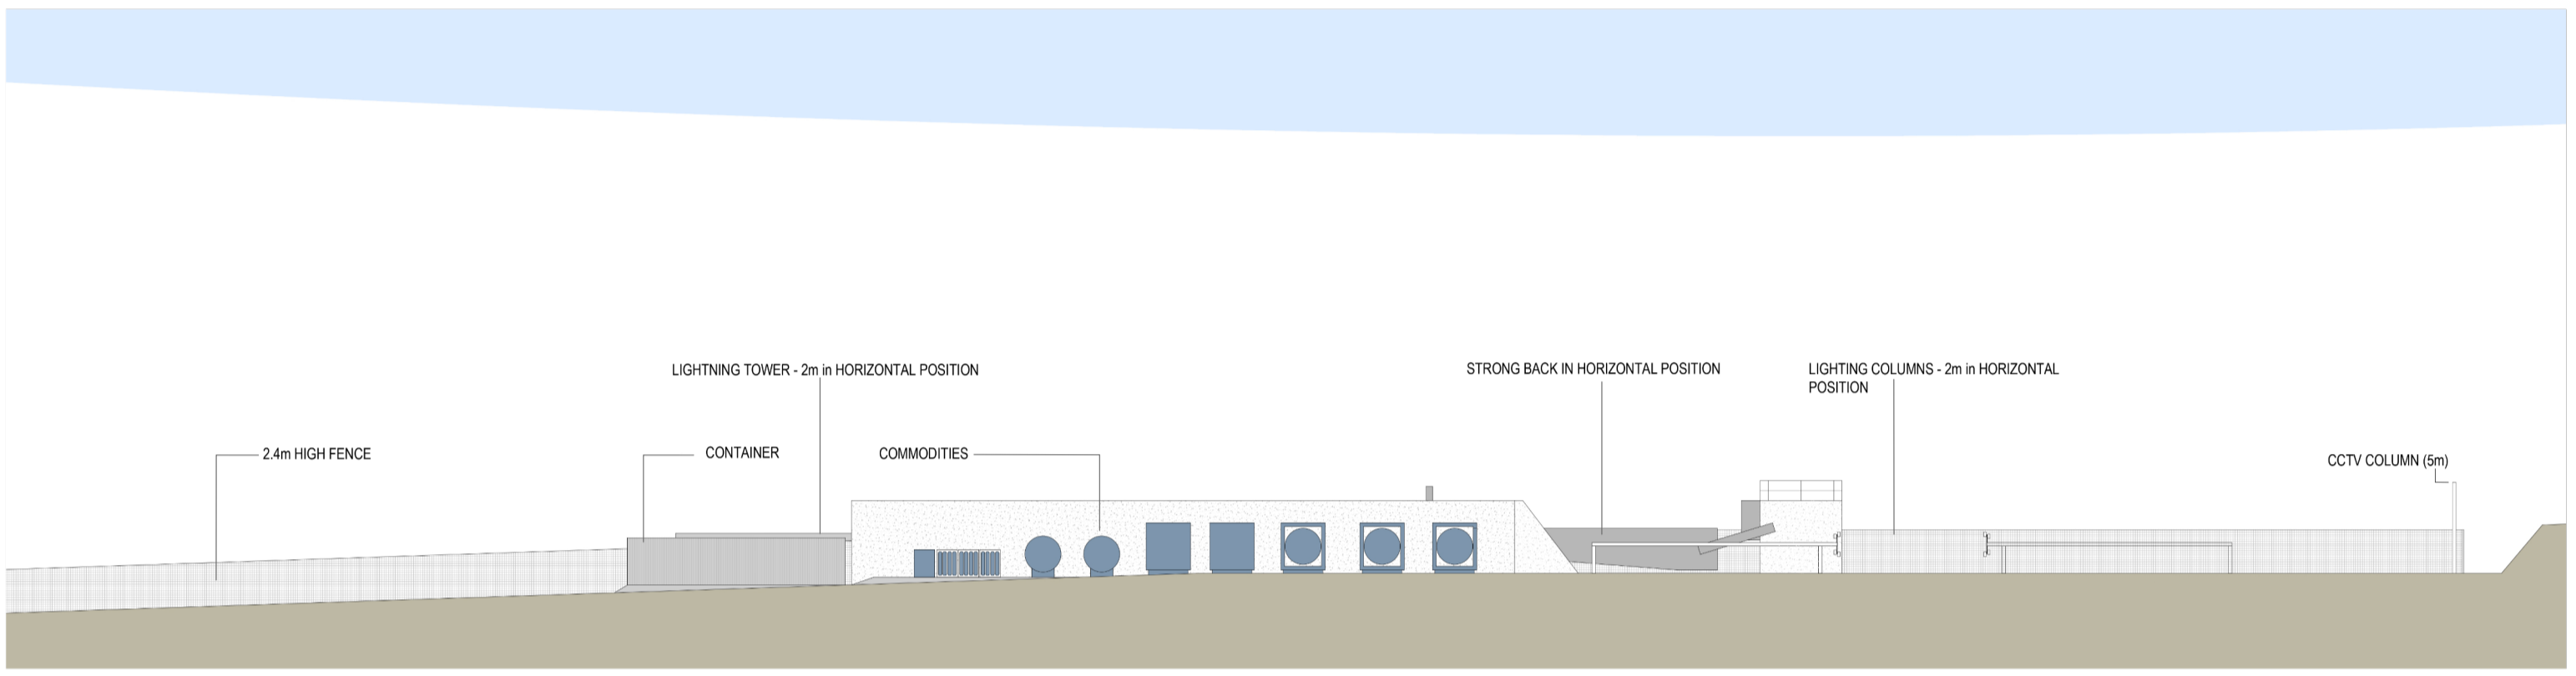 LIGHTNING TOWER - 2m in HORIZONTAL POSITION
STRONG BACK IN HORIZONTAL POSITION
LIGHTING COLUMNS - 2m in HORIZONTAL
POSITION
2.4m HIGH FENCE
CONTAINER
COMMODITIES
CCTV COLUMN (5m)